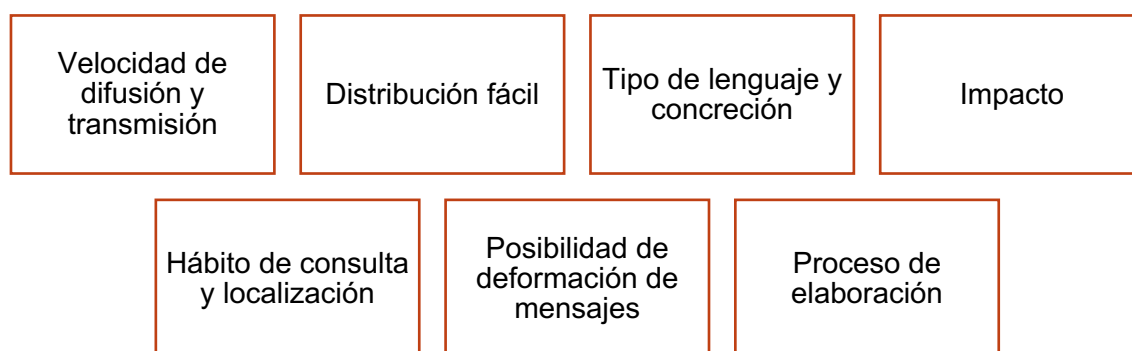 Velocidad de
difusión y
transmisión
Distribución fácil
Tipo de lenguaje y
concreción
Impacto
Hábito de consulta
y localización
Posibilidad de
deformación de
mensajes
Proceso de
elaboración